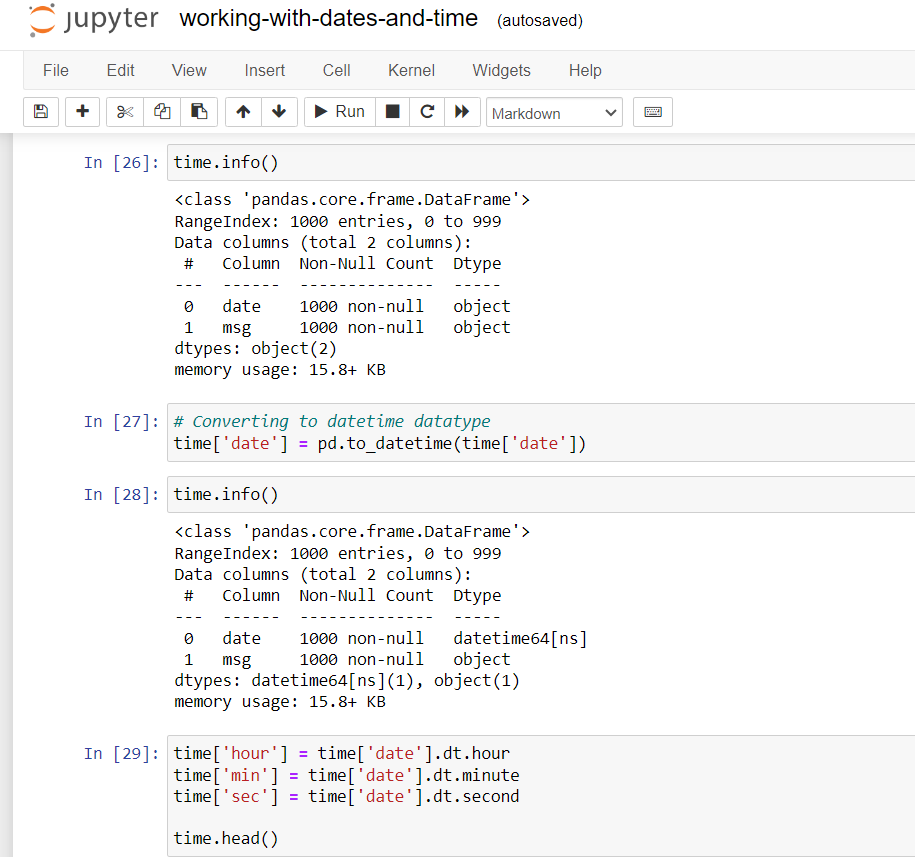 jupyter working-with-dates-and-time (autosaved)
File Edit View Insert Cell Kernel Widgets Help
Run Markdown
In [26]: time.info()
<class 'pandas.core.frame.DataFrame'>
RangeIndex: 1000 entries, 0 to 999
Data columns (total 2 columns):
 #   Column  Non-Null Count  Dtype
---  ------  --------------  -----
 0   date    1000 non-null   object
 1   msg     1000 non-null   object
dtypes: object(2)
memory usage: 15.8+ KB
In [27]: # Converting to datetime datatype
time['date'] = pd.to_datetime(time['date'])
In [28]: time.info()
<class 'pandas.core.frame.DataFrame'>
RangeIndex: 1000 entries, 0 to 999
Data columns (total 2 columns):
 #   Column  Non-Null Count  Dtype
---  ------  --------------  -----
 0   date    1000 non-null   datetime64[ns]
 1   msg     1000 non-null   object
dtypes: datetime64[ns](1), object(1)
memory usage: 15.8+ KB
In [29]: time['hour'] = time['date'].dt.hour
time['min'] = time['date'].dt.minute
time['sec'] = time['date'].dt.second
time.head()